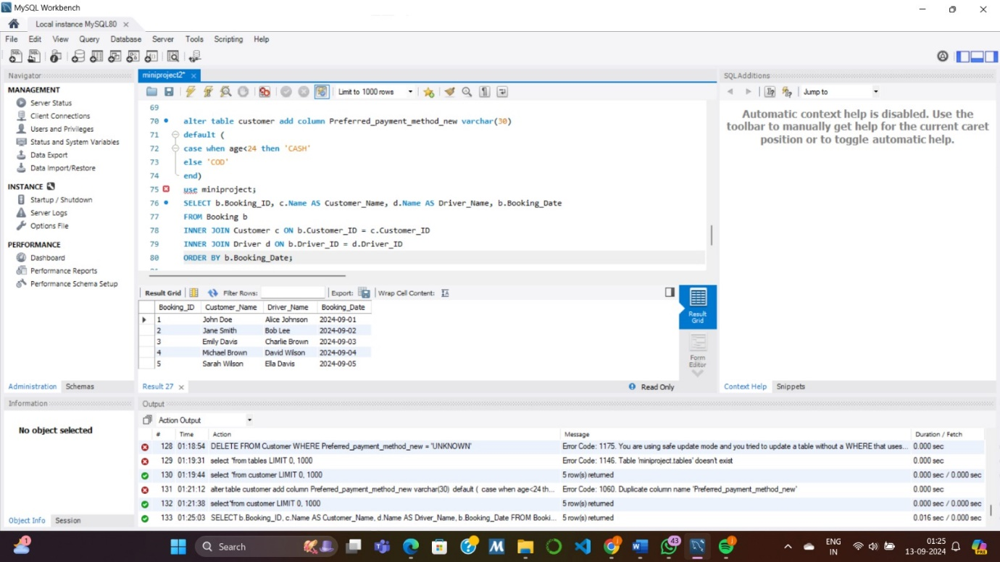 MySQL Workbench
Local instance MySQL80
File Edit View Query Database Server Tools Scripting Help
Navigator
MANAGEMENT
Server Status
Client Connections
Users and Privileges
Status and System Variables
Data Export
Data Import/Restore
INSTANCE
Startup / Shutdown
Server Logs
Options File
PERFORMANCE
Dashboard
Performance Reports
Performance Schema Setup
Administration Schemas
Information
No object selected
Object Info Session
miniproject2*
Limit to 1000 rows
69
70 alter table customer add column Preferred_payment_method_new varchar(30)
71 default (
72 case when age<24 then 'CASH'
73 else 'COD'
74 end)
75 use miniproject;
76 SELECT b.Booking_ID, c.Name AS Customer_Name, d.Name AS Driver_Name, b.Booking_Date
77 FROM Booking b
78 INNER JOIN Customer c ON b.Customer_ID = c.Customer_ID
79 INNER JOIN Driver d ON b.Driver_ID = d.Driver_ID
80 ORDER BY b.Booking_Date;
Result Grid Filter Rows: Export: Wrap Cell Content:
Booking_ID Customer_Name Driver_Name Booking_Date
1 John Doe Alice Johnson 2024-09-01
2 Jane Smith Bob Lee 2024-09-02
3 Emily Davis Charlie Brown 2024-09-03
4 Michael Brown David Wilson 2024-09-04
5 Sarah Wilson Ella Davis 2024-09-05
Result Grid
Form Editor
Result 27 Read Only
SQLAdditions
Jump to
Automatic context help is disabled. Use the
toolbar to manually get help for the current caret
position or to toggle automatic help.
Context Help Snippets
Output
Action Output
# Time Action Message Duration / Fetch
128 01:18:54 DELETE FROM Customer WHERE Preferred_payment_method_new = 'UNKNOWN' Error Code: 1175. You are using safe update mode and you tried to update a table without a WHERE that uses... 0.000 sec
129 01:19:31 select *from tables LIMIT 0, 1000 Error Code: 1146. Table 'miniproject.tables' doesn't exist 0.000 sec
130 01:19:44 select *from customer LIMIT 0, 1000 5 row(s) returned 0.000 sec / 0.000 sec
131 01:21:12 alter table customer add column Preferred_payment_method_new varchar(30) default ( case when age<24 th... Error Code: 1060. Duplicate column name 'Preferred_payment_method_new' 0.000 sec
132 01:21:38 select*from customer LIMIT 0, 1000 5 row(s) returned 0.000 sec / 0.000 sec
133 01:25:03 SELECT b.Booking_ID, c.Name AS Customer_Name, d.Name AS Driver_Name, b.Booking_Date FROM Booki... 5 row(s) returned 0.016 sec / 0.000 sec
1
Search
43
ENG
IN
01:25
13-09-2024
PRE